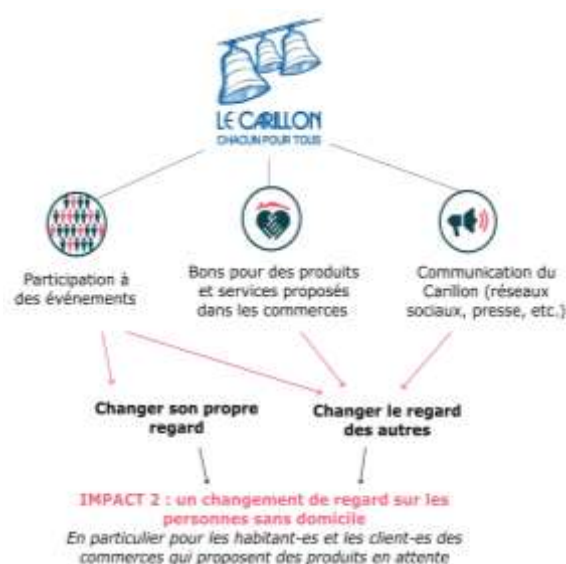 LE CARILLON
CHACUN POUR TOUS
Participation à
des événements
Bons pour des produits
et services proposés
dans les commerces
Communication du
Carillon (réseaux
sociaux, presse, etc.)
Changer son propre
regard
Changer le regard
des autres
IMPACT 2 : un changement de regard sur les
personnes sans domicile
En particulier pour les habitant-es et les client-es des
commerces qui proposent des produits en attente